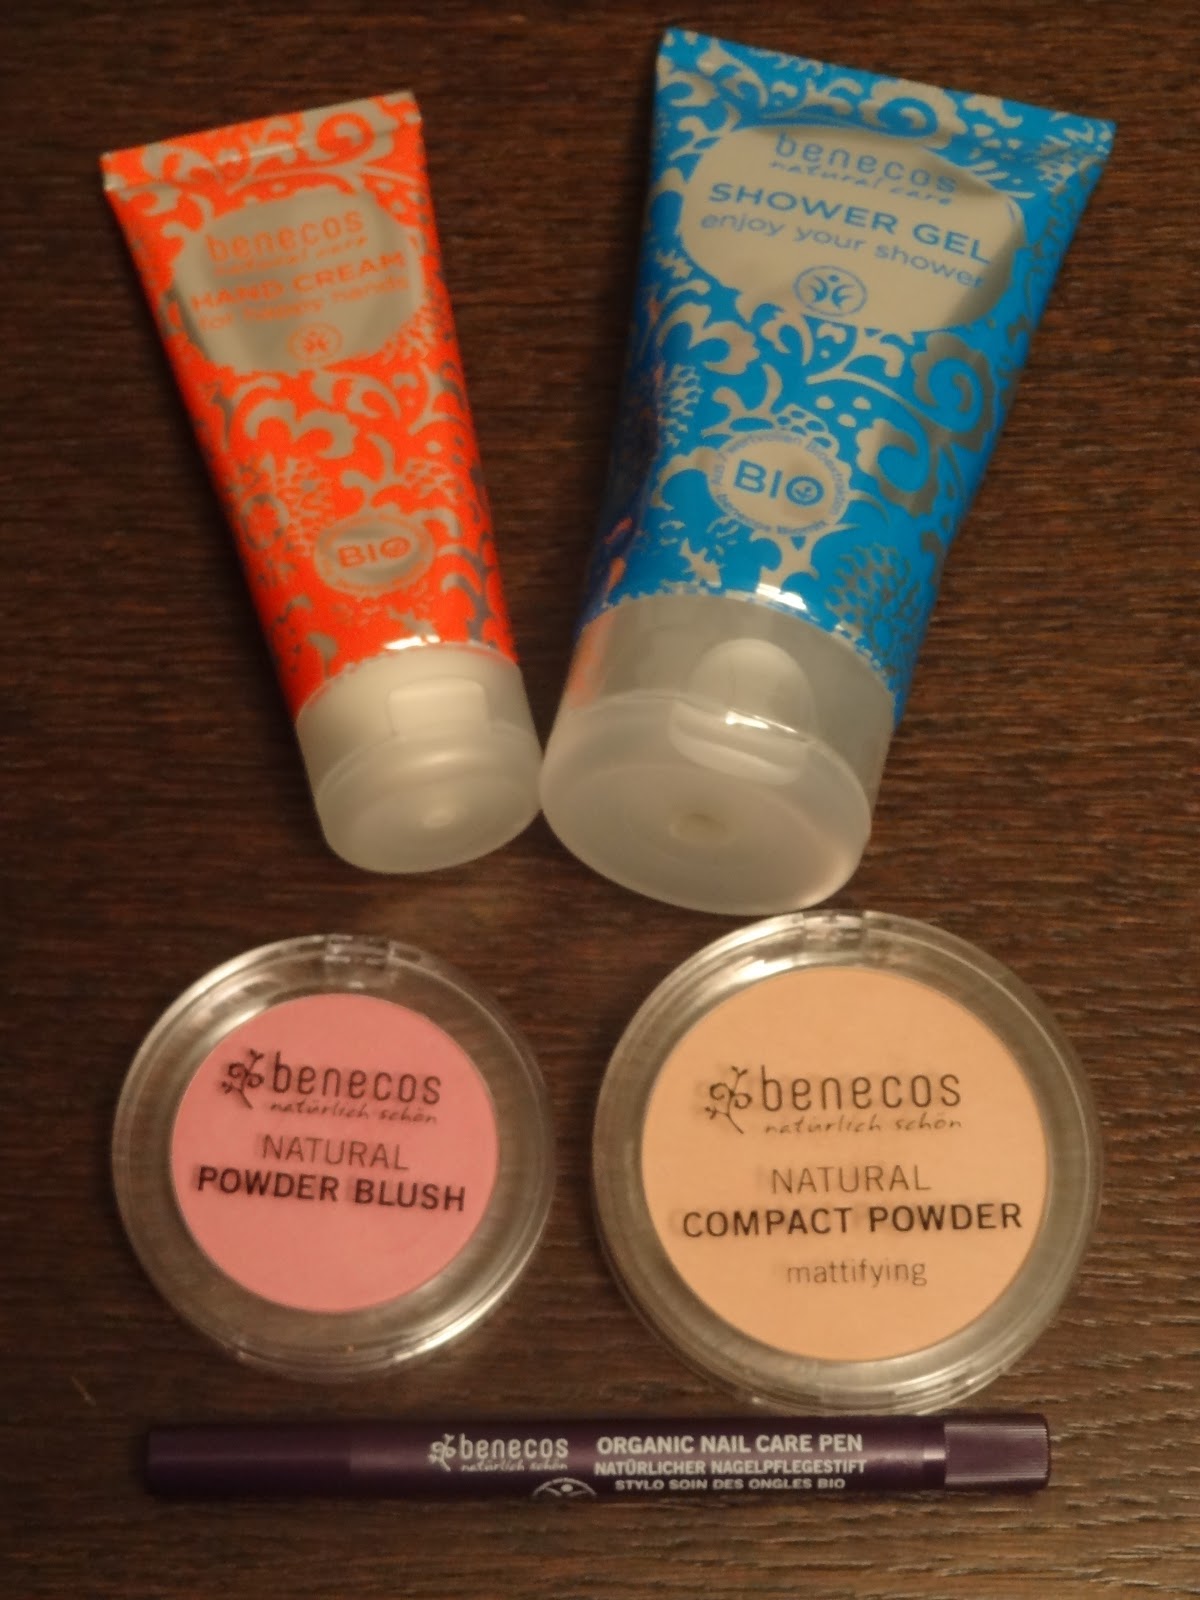 benecos
natural care
HAND CREAM
for happy hands
BIO
benecos
natural care
SHOWER GEL
enjoy your shower
BIO
benecos
natürlich schön
NATURAL
POWDER BLUSH
benecos
natürlich schön
NATURAL
COMPACT POWDER
mattifying
benecos
natürlich schön
ORGANIC NAIL CARE PEN
NATÜRLICHER NAGELPFLEGESTIFT
STYLO SOIN DES ONGLES BIO